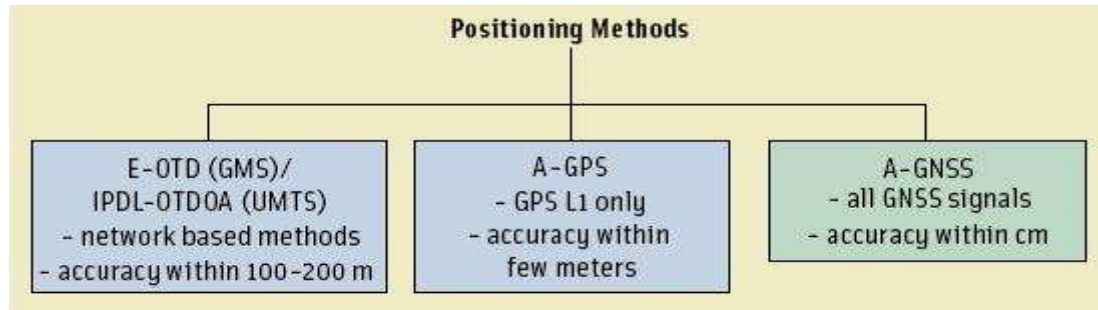 Positioning Methods
E-OTD (GMS)/
IPDL-OTDOA (UMTS)
- network based methods
- accuracy within 100-200 m
A-GPS
- GPS L1 only
- accuracy within
few meters
A-GNSS
- all GNSS signals
- accuracy within cm